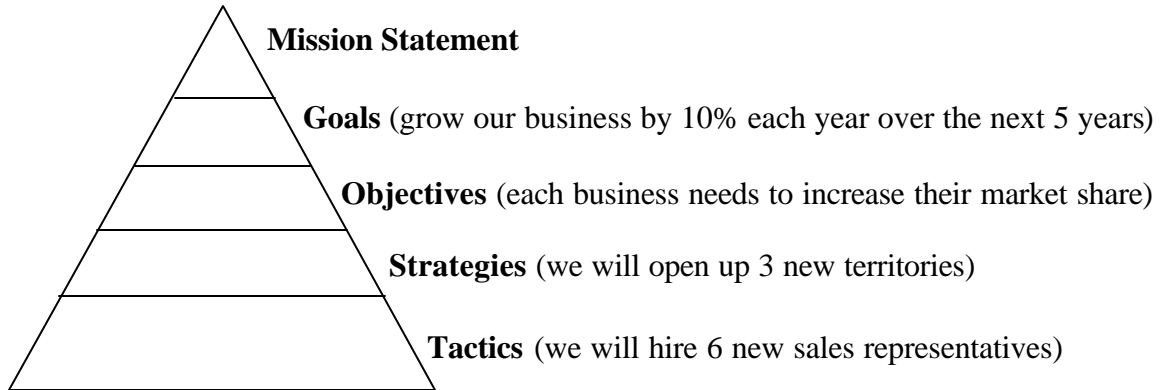 Mission Statement
Goals (grow our business by 10% each year over the next 5 years)
Objectives (each business needs to increase their market share)
Strategies (we will open up 3 new territories)
Tactics (we will hire 6 new sales representatives)